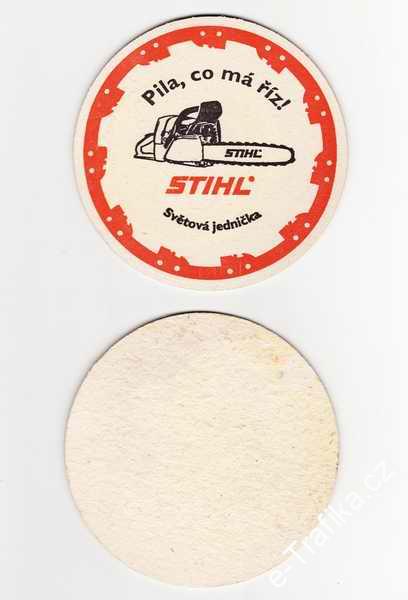 Pila, co má říz!
STIHL
STIHL
Světová jednička
e-Trafika.cz